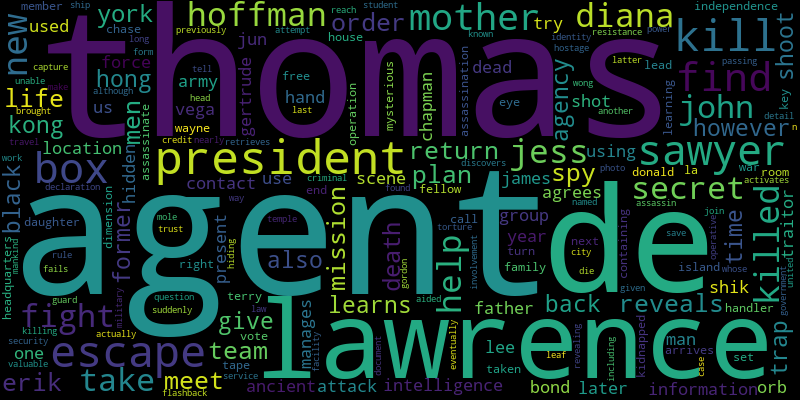 thomas
agent
de
lawrence
president
escape
box
sawyer
kill
find
killed
help
fight
secret
diana
mother
hoffman
jess
john
take
new
york
hong
kong
life
men
order
plan
return
spy
mission
reveals
learns
meet
team
give
back
trap
time
black
erik
death
also
former
agency
however
shoot
location
army
force
us
hand
vega
shot
dead
jun
gertrude
wayne
chapman
mysterious
operation
assassination
assassinate
used
chase
capture
unable
brought
although
previously
long
form
ship
member
hidden
contact
use
scene
james
agrees
using
donald
la
war
room
key
detail
independence
try
reach
student
attempt
known
house
identity
hostage
resistance
power
latter
lead
wong
passing
learning
another
eye
free
tell
head
last
credit
nearly
retrieves
make
travel
work
daughter
declaration
dimension
mole
trust
temple
criminal
found
way
end
fellow
call
torture
group
year
turn
family
next
city
die
containing
island
shik
handler
traitor
united
government
assassin
join
save
operative
whose
given
activates
photo
named
discovers
involvement
gordon
aided
father
lee
taken
bond
later
man
arrives
set
case
information
orb
intelligence
attack
ancient
manages
terry
vote
tape
service
facility
law
document
eventually
leaf
including
revealing
kidnapped
present
hiding
right
question
suddenly
actually
military
guard
fails
rule
mankind
headquarters
one
killing
security
valuable
flashback
n